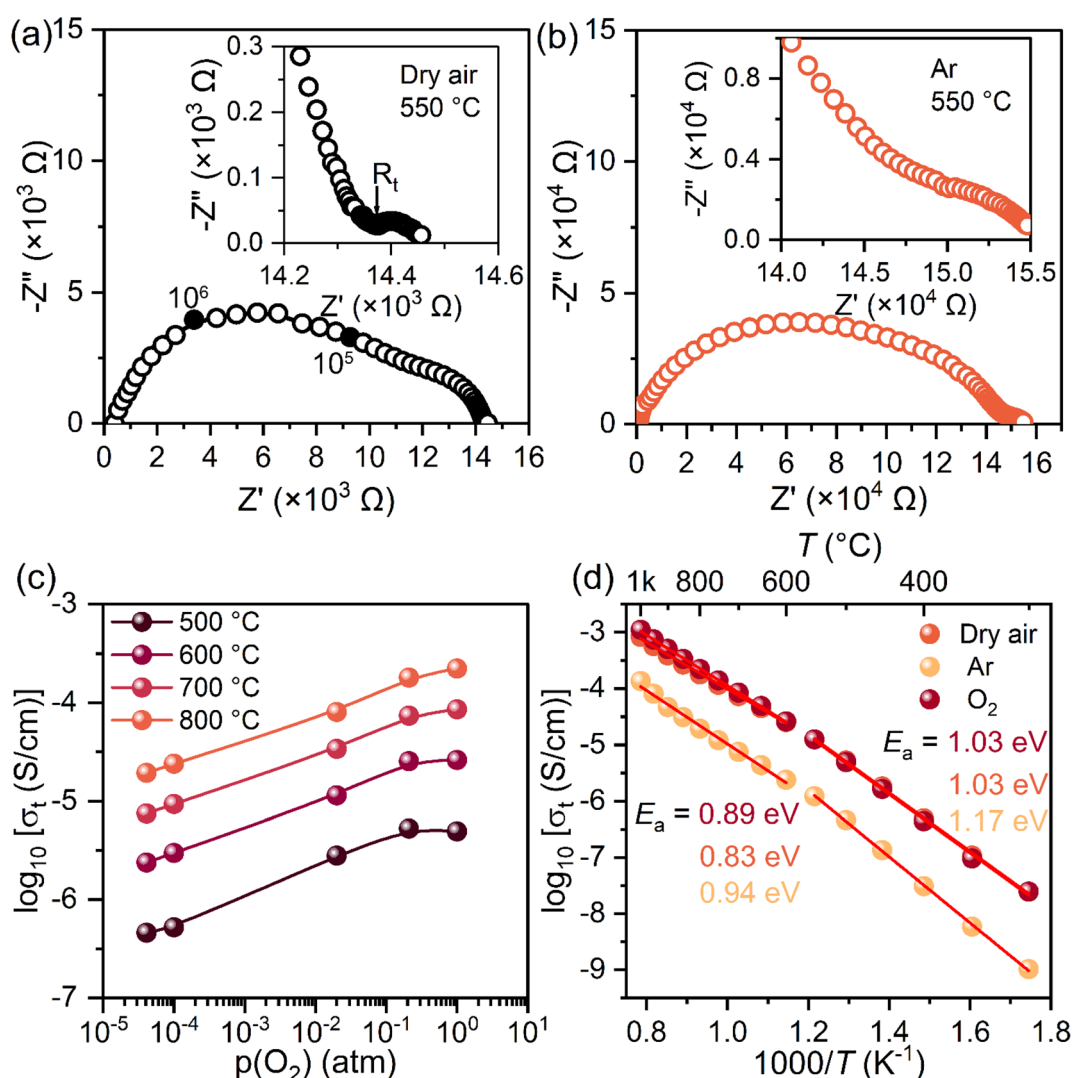 (a)
15
10
5
0
-Z'' (×10³ Ω)
0 2 4 6 8 10 12 14 16
Z' (×10³ Ω)
10⁶
10⁵
0.3
0.2
0.1
0.0
-Z'' (×10³ Ω)
14.2 14.4 14.6
Z' (×10³ Ω)
Dry air
550 °C
Rₜ
(b)
15
10
5
0
-Z'' (×10⁴ Ω)
0 2 4 6 8 10 12 14 16
Z' (×10⁴ Ω)
0.8
0.4
0.0
-Z'' (×10⁴ Ω)
14.0 14.5 15.0 15.5
Z' (×10⁴ Ω)
Ar
550 °C
(c)
-3
-4
-5
-6
-7
log₁₀ [σₜ (S/cm)]
500 °C
600 °C
700 °C
800 °C
10⁻⁵ 10⁻⁴ 10⁻³ 10⁻² 10⁻¹ 10⁰ 10¹
p(O₂) (atm)
(d)
T (°C)
1k 800 600 400
-3
-4
-5
-6
-7
-8
-9
log₁₀ [σₜ (S/cm)]
Dry air
Ar
O₂
Eₐ = 1.03 eV
1.03 eV
1.17 eV
Eₐ = 0.89 eV
0.83 eV
0.94 eV
0.8 1.0 1.2 1.4 1.6 1.8
1000/T (K⁻¹)